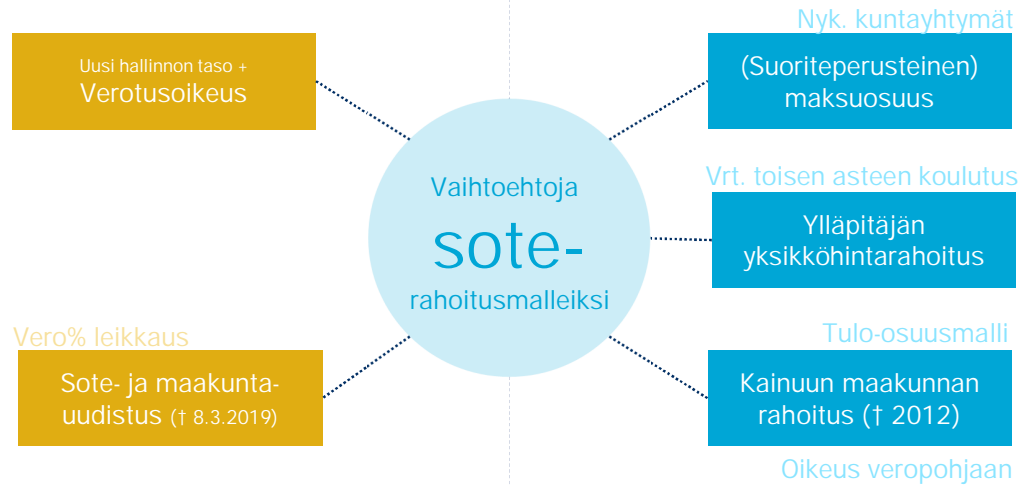 Uusi hallinnon taso +
Verotusoikeus
Vero% leikkaus
Sote- ja maakunta-
uudistus († 8.3.2019)
Vaihtoehtoja
sote-
rahoitusmalleiksi
Nyk. kuntayhtymät
(Suoriteperusteinen)
maksuosuus
Vrt. toisen asteen koulutus
Ylläpitäjän
yksikköhintarahoitus
Tulo-osuusmalli
Kainuun maakunnan
rahoitus († 2012)
Oikeus veropohjaan